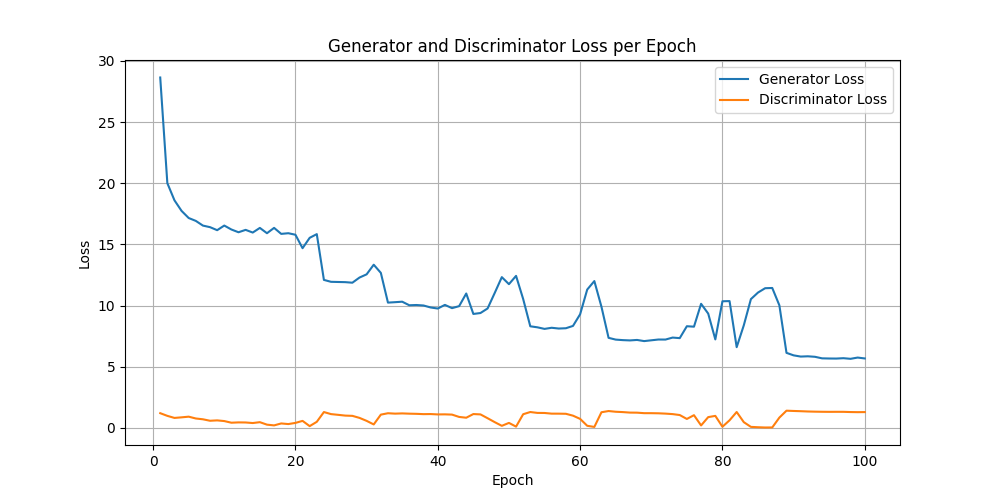 Generator and Discriminator Loss per Epoch
30
25
20
15
10
5
0
Loss
Generator Loss
Discriminator Loss
0 20 40 60 80 100
Epoch